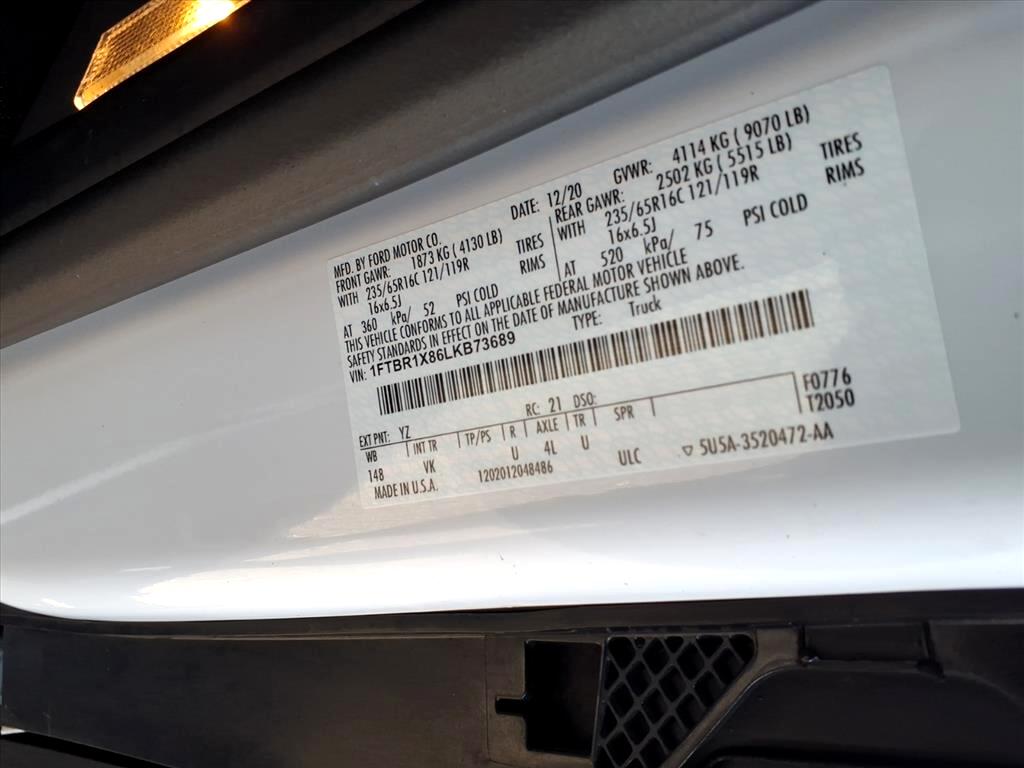 MFD. BY FORD MOTOR CO. DATE: 12/20 GVWR: 4114 KG ( 9070 LB)
FRONT GAWR: 1873 KG ( 4130 LB) REAR GAWR: 2502 KG ( 5515 LB)
WITH 235/65R16C 121/119R TIRES WITH 235/65R16C 121/119R TIRES
16x6.5J RIMS 16x6.5J RIMS
AT 360 kPa/ 52 PSI COLD AT 520 kPa/ 75 PSI COLD
THIS VEHICLE CONFORMS TO ALL APPLICABLE FEDERAL MOTOR VEHICLE
SAFETY STANDARDS IN EFFECT ON THE DATE OF MANUFACTURE SHOWN ABOVE.
VIN: 1FTBR1X86LKB73689 TYPE: Truck
F0776
EXT PNT: YZ RC: 21 DSO: T2050
WB INT TR TP/PS R AXLE TR SPR
148 VK U 4L U ULC ▽ 5U5A-3520472-AA
MADE IN U.S.A. 1202012048486